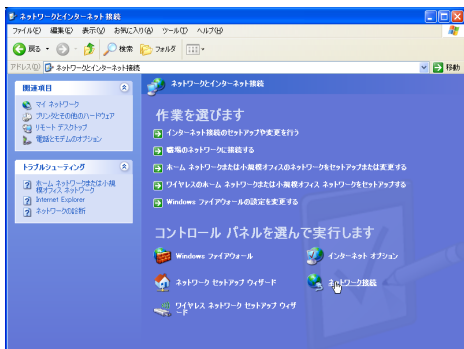 ネットワークとインターネット接続
ファイル(F) 編集(E) 表示(V) お気に入り(A) ツール(T) ヘルプ(H)
戻る 検索 フォルダ
アドレス(D) ネットワークとインターネット接続 移動
関連項目
マイ ネットワーク
プリンタとその他のハードウェア
リモート デスクトップ
電話とモデムのオプション
トラブルシューティング
ホーム ネットワークまたは小規
模オフィス ネットワーク
Internet Explorer
ネットワークの診断
ネットワークとインターネット接続
作業を選びます
インターネット接続のセットアップや変更を行う
職場のネットワークに接続する
ホーム ネットワークまたは小規模オフィスのネットワークをセットアップまたは変更する
ワイヤレスのホーム ネットワークまたは小規模オフィス ネットワークをセットアップする
Windows ファイアウォールの設定を変更する
コントロール パネルを選んで実行します
Windows ファイアウォール
インターネット オプション
ネットワーク セットアップ ウィザード
ネットワーク接続
ワイヤレス ネットワーク セットアップ ウィザ
ード